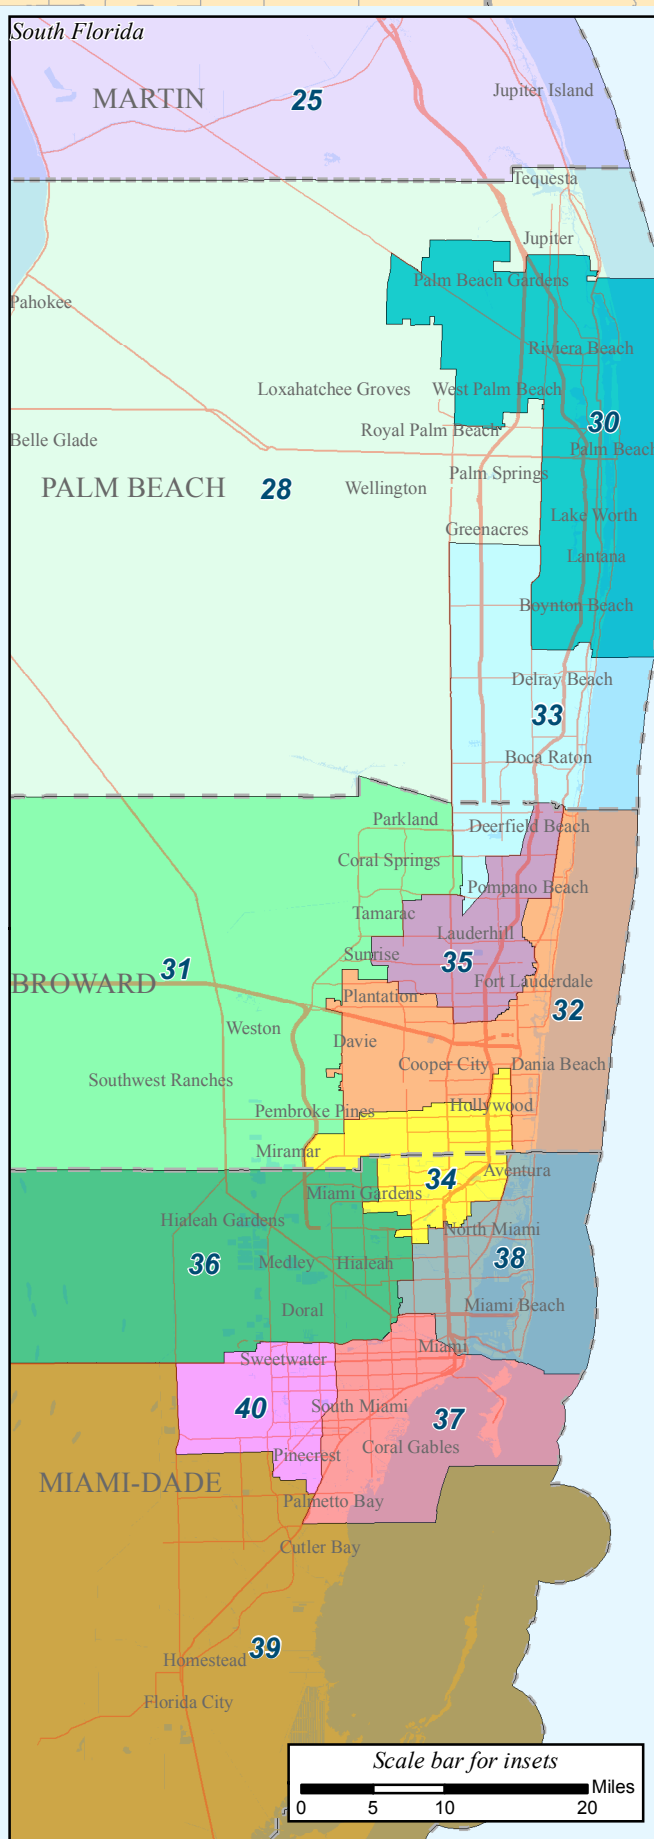 South Florida
MARTIN
25
Jupiter Island
Tequesta
Jupiter
Palm Beach Gardens
Pahokee
Riviera Beach
Loxahatchee Groves
West Palm Beach
30
Royal Palm Beach
Belle Glade
Palm Beach
Palm Springs
PALM BEACH
28
Wellington
Lake Worth
Greenacres
Lantana
Boynton Beach
Delray Beach
33
Boca Raton
Parkland
Deerfield Beach
Coral Springs
Pompano Beach
Tamarac
Lauderhill
Sunrise
35
31
BROWARD
Fort Lauderdale
Plantation
32
Weston
Davie
Cooper City
Dania Beach
Southwest Ranches
Hollywood
Pembroke Pines
Miramar
Aventura
34
Miami Gardens
Hialeah Gardens
North Miami
36
Medley
Hialeah
38
Doral
Miami Beach
Miami
Sweetwater
40
South Miami
37
Coral Gables
Pinecrest
MIAMI-DADE
Palmetto Bay
Cutler Bay
39
Homestead
Florida City
Scale bar for insets
Miles
0 5 10 20